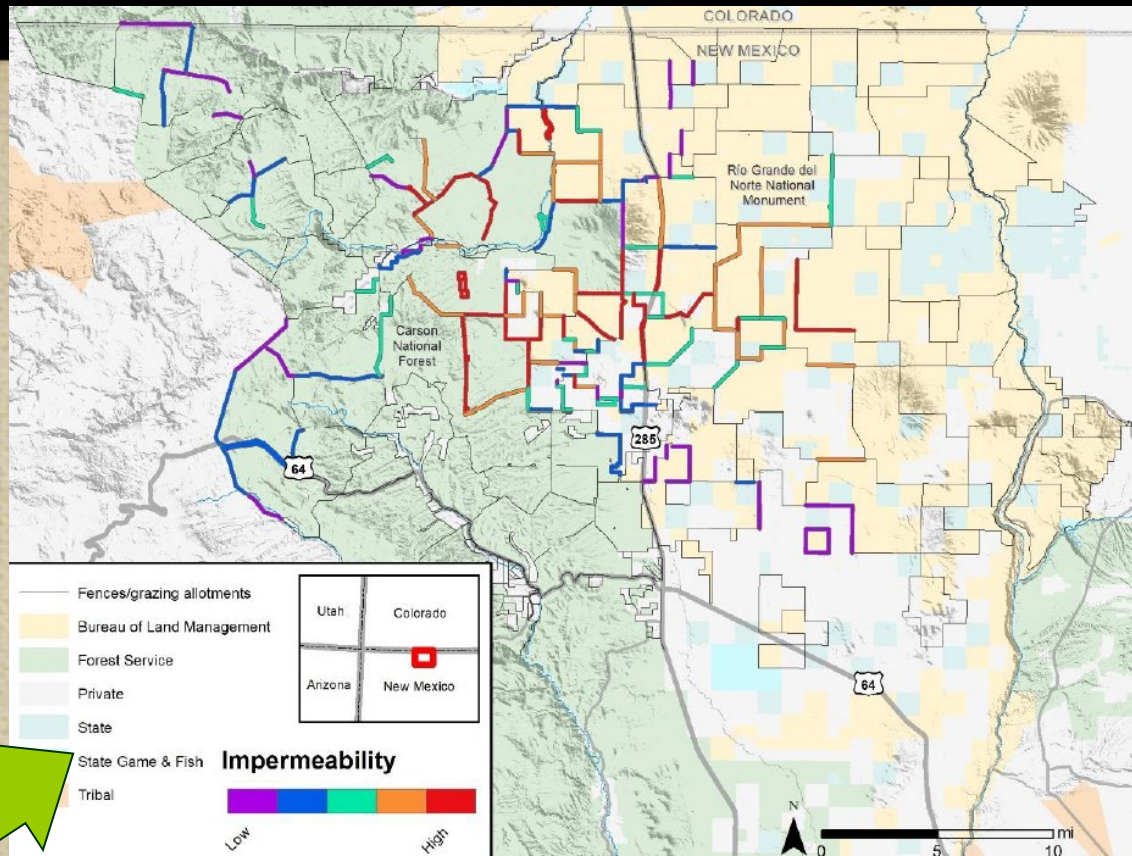 COLORADO
NEW MEXICO
Río Grande del
Norte National
Monument
Carson
National
Forest
285
64
64
Fences/grazing allotments
Bureau of Land Management
Forest Service
Private
State
State Game & Fish
Tribal
Utah
Colorado
Arizona
New Mexico
Impermeability
Low
High
N
mi
0
5
10